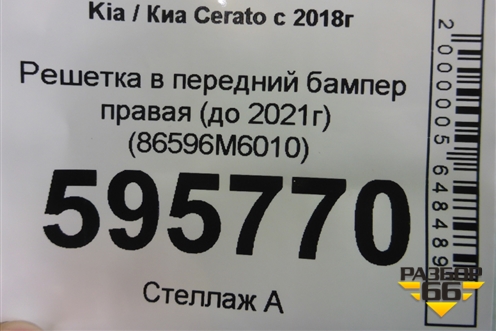 Kia / Киа Cerato с 2018г
Решетка в передний бампер
правая (до 2021г)
(86596M6010)
595770
Стеллаж А
2000005648489
РАЗБОР
66